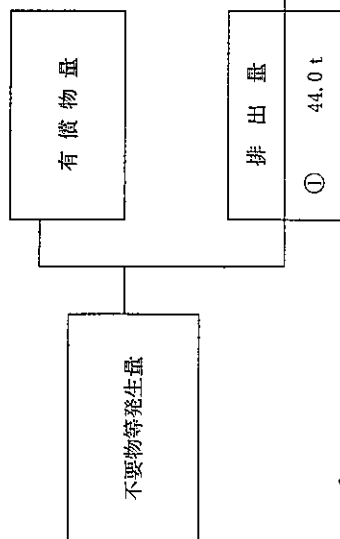 不要物等発生量
有償物量
排出量
① 44.0 t